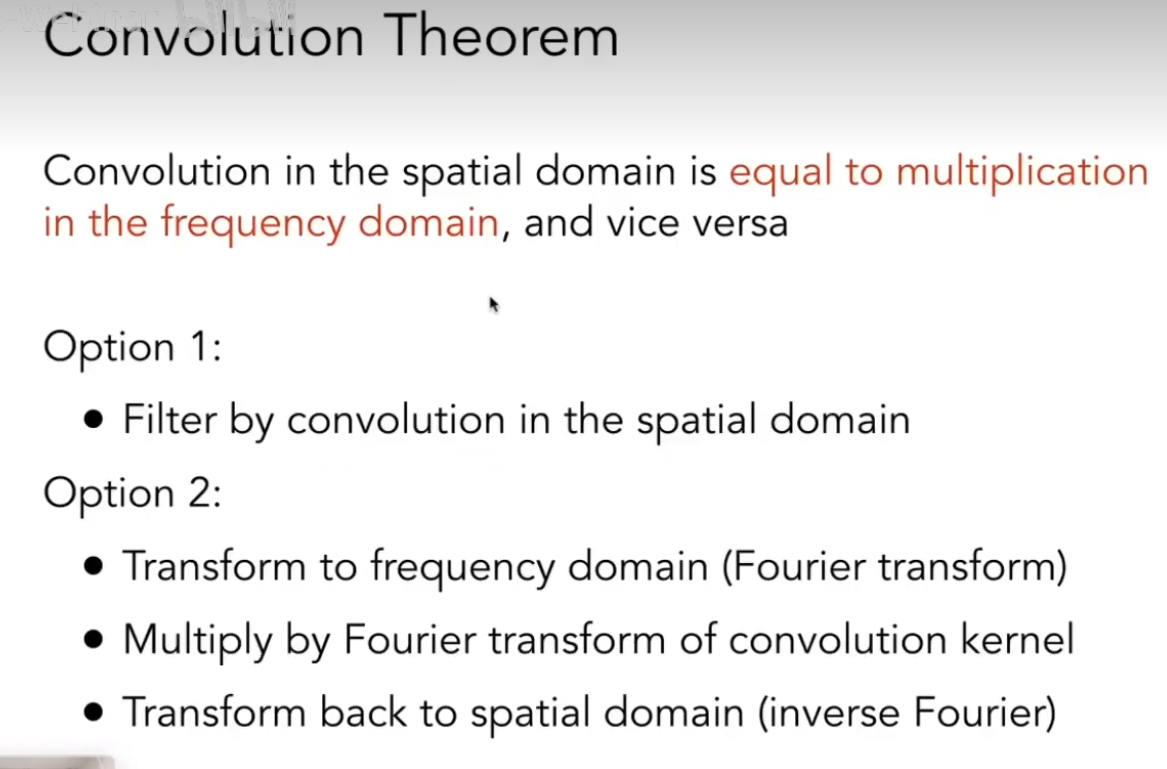 Convolution Theorem
Convolution in the spatial domain is equal to multiplication
in the frequency domain, and vice versa
Option 1:
• Filter by convolution in the spatial domain
Option 2:
• Transform to frequency domain (Fourier transform)
• Multiply by Fourier transform of convolution kernel
• Transform back to spatial domain (inverse Fourier)